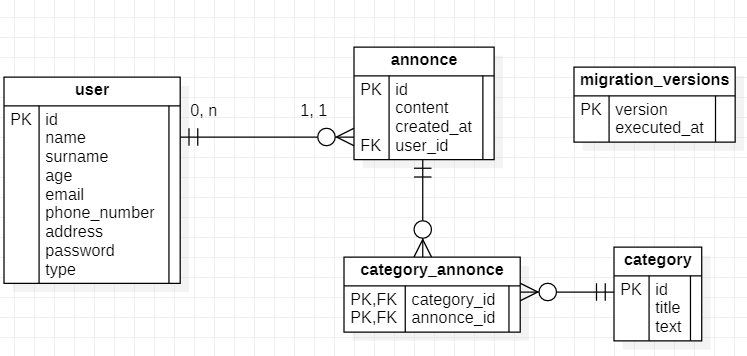 user
PK id
name
surname
age
email
phone_number
address
password
type
0, n
1, 1
annonce
PK id
content
created_at
FK user_id
migration_versions
PK version
executed_at
category_annonce
PK,FK category_id
PK,FK annonce_id
category
PK id
title
text